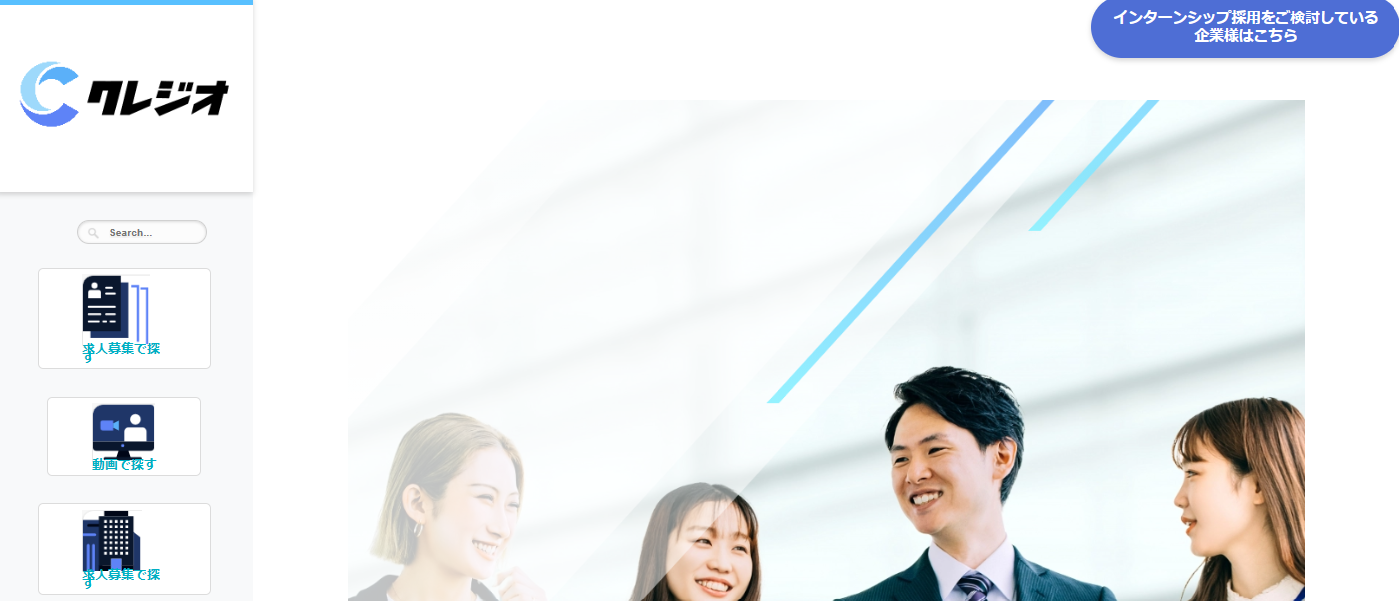 インターンシップ採用をご検討している
企業様はこちら
クレジオ
Search...
求人募集で探
す
動画で探す
求人募集で探
す